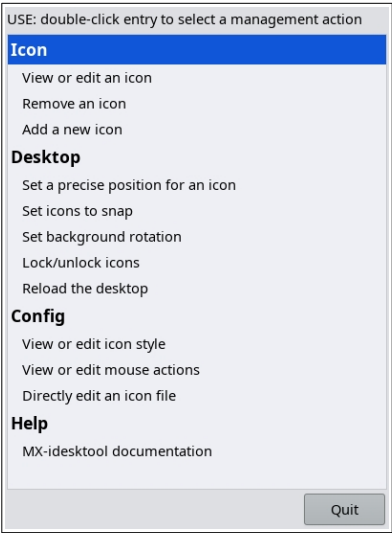 USE: double-click entry to select a management action
Icon
View or edit an icon
Remove an icon
Add a new icon
Desktop
Set a precise position for an icon
Set icons to snap
Set background rotation
Lock/unlock icons
Reload the desktop
Config
View or edit icon style
View or edit mouse actions
Directly edit an icon file
Help
MX-idesktool documentation
Quit